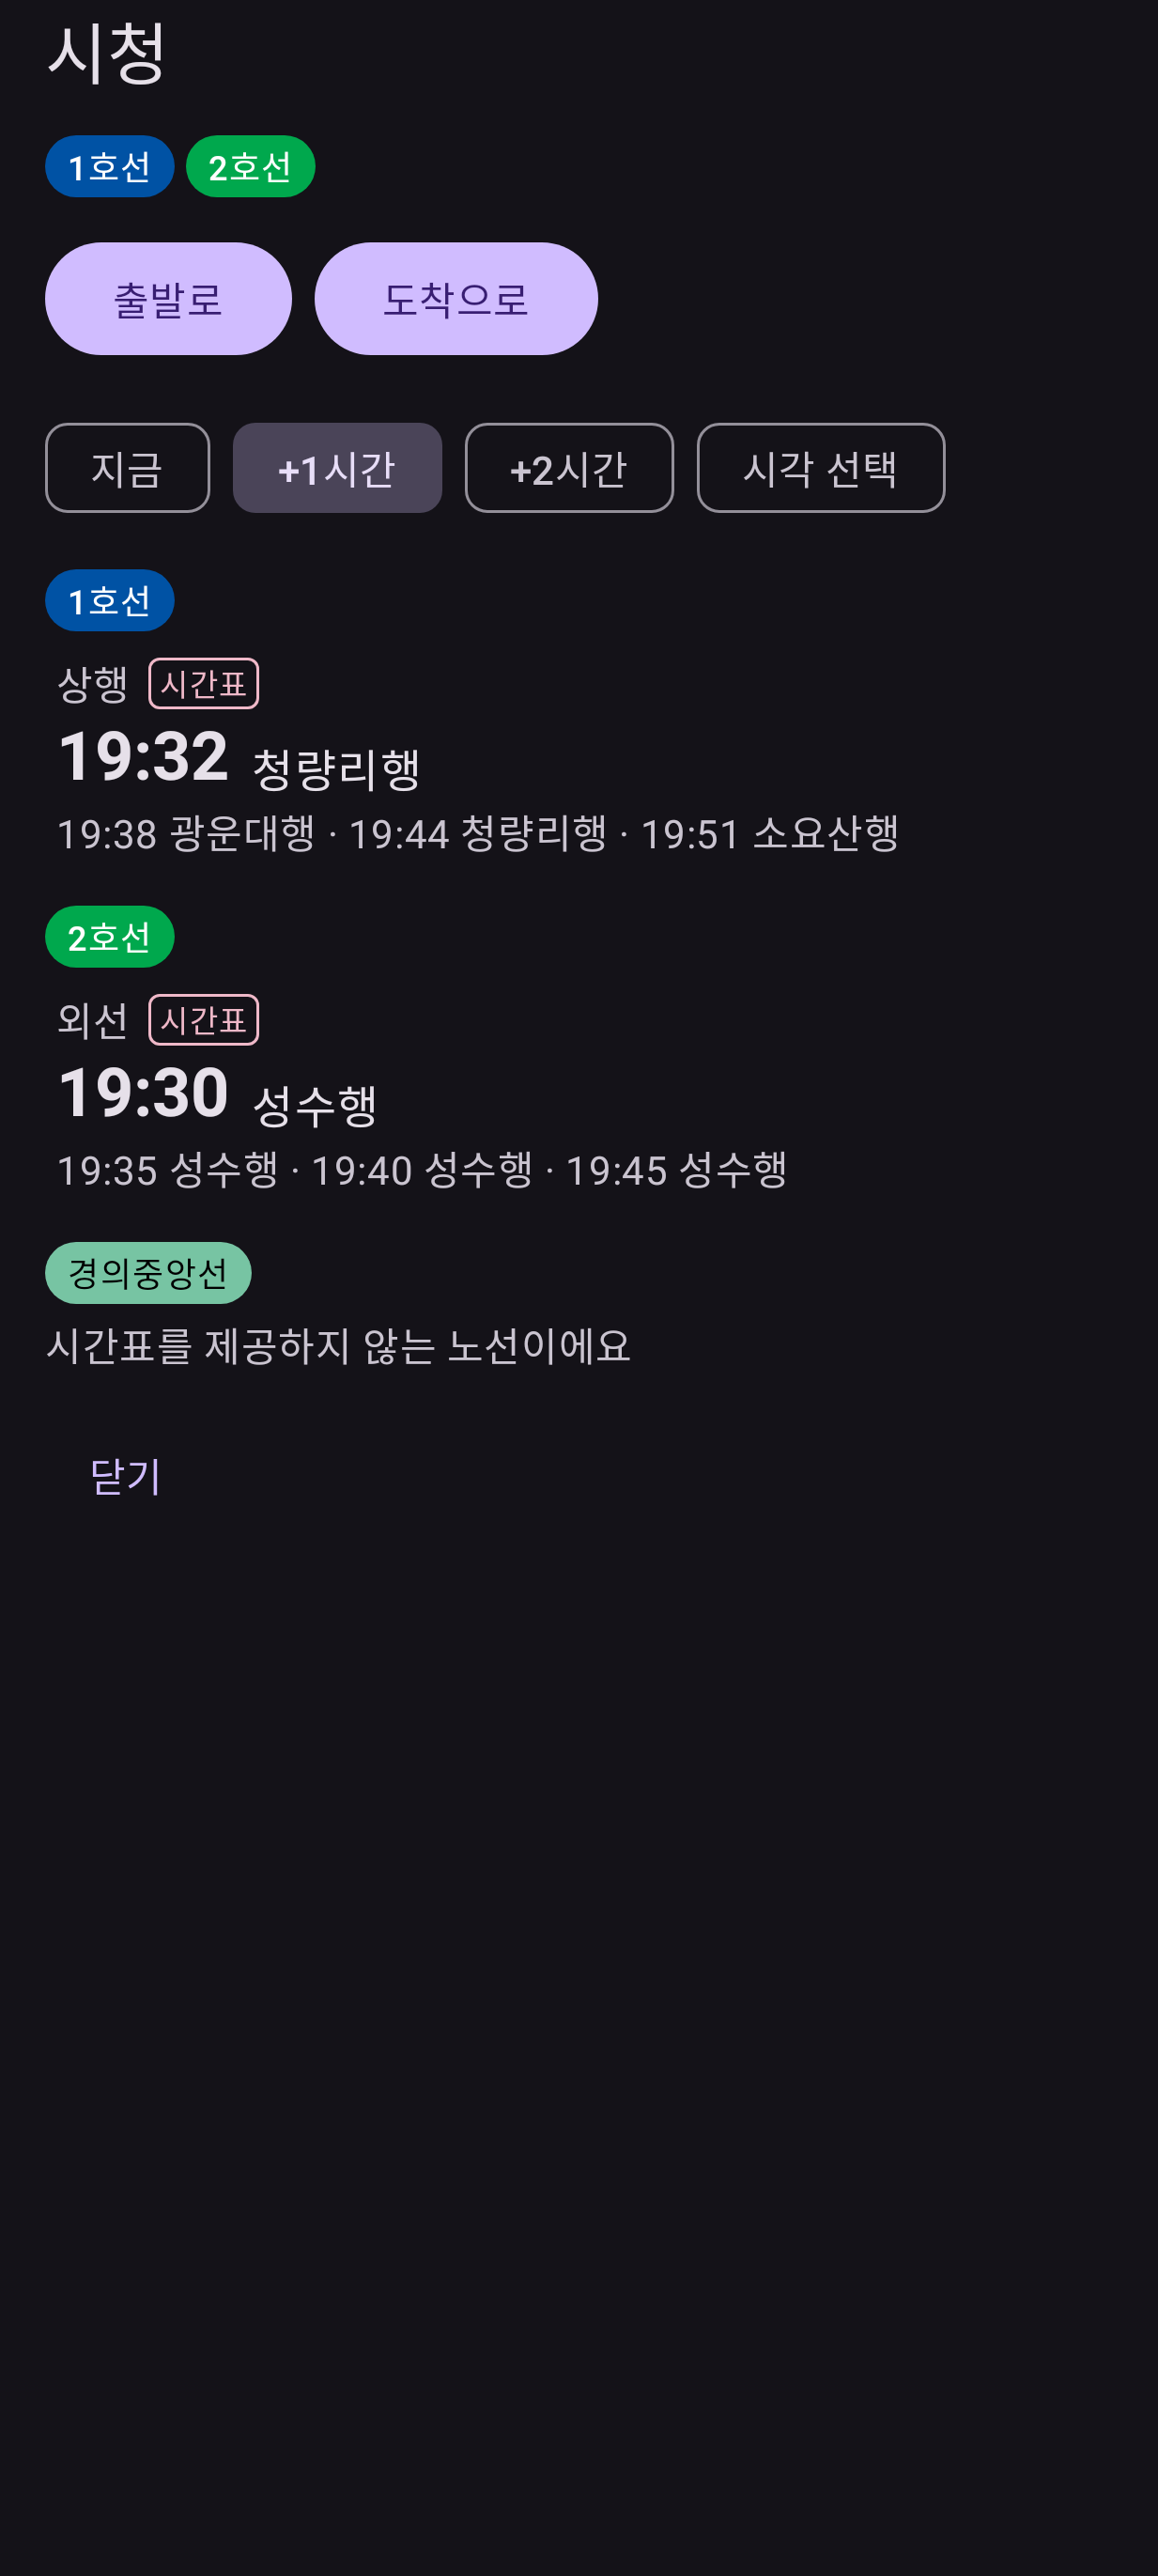 시청
1호선 2호선
출발로 도착으로
지금 +1시간 +2시간 시각 선택
1호선
상행 시간표
19:32 청량리행
19:38 광운대행 · 19:44 청량리행 · 19:51 소요산행
2호선
외선 시간표
19:30 성수행
19:35 성수행 · 19:40 성수행 · 19:45 성수행
경의중앙선
시간표를 제공하지 않는 노선이에요
닫기